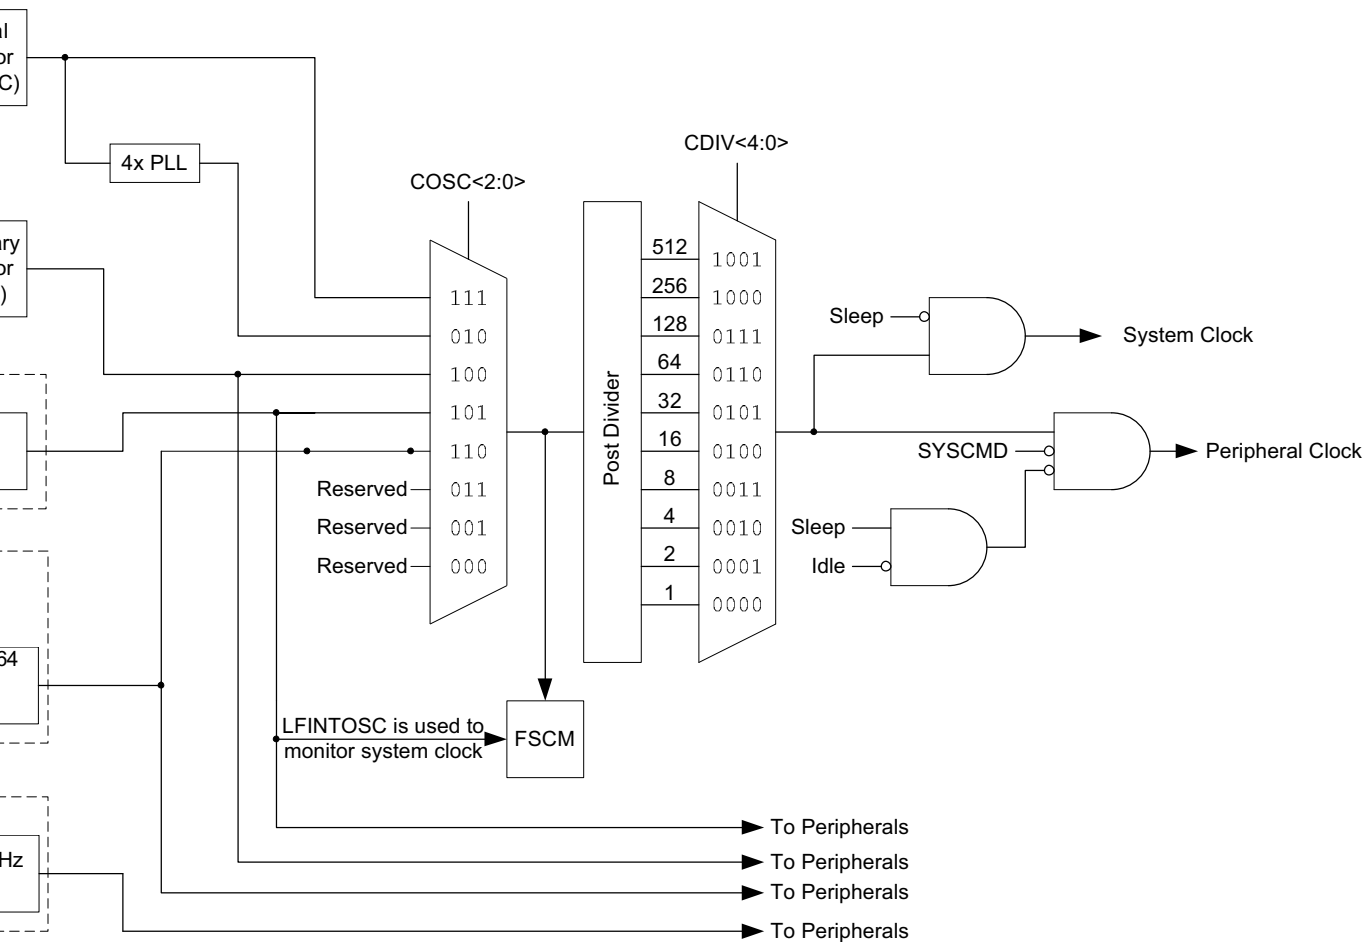 al
or
C)
4x PLL
CDIV<4:0>
COSC<2:0>
ary
or
)
111
010
100
101
110
Reserved
011
Reserved
001
Reserved
000
Post Divider
512
1001
256
1000
128
0111
64
0110
32
0101
16
0100
8
0011
4
0010
2
0001
1
0000
Sleep
System Clock
SYSCMD
Peripheral Clock
Sleep
Idle
64
LFINTOSC is used to
monitor system clock
FSCM
To Peripherals
Hz
To Peripherals
To Peripherals
To Peripherals